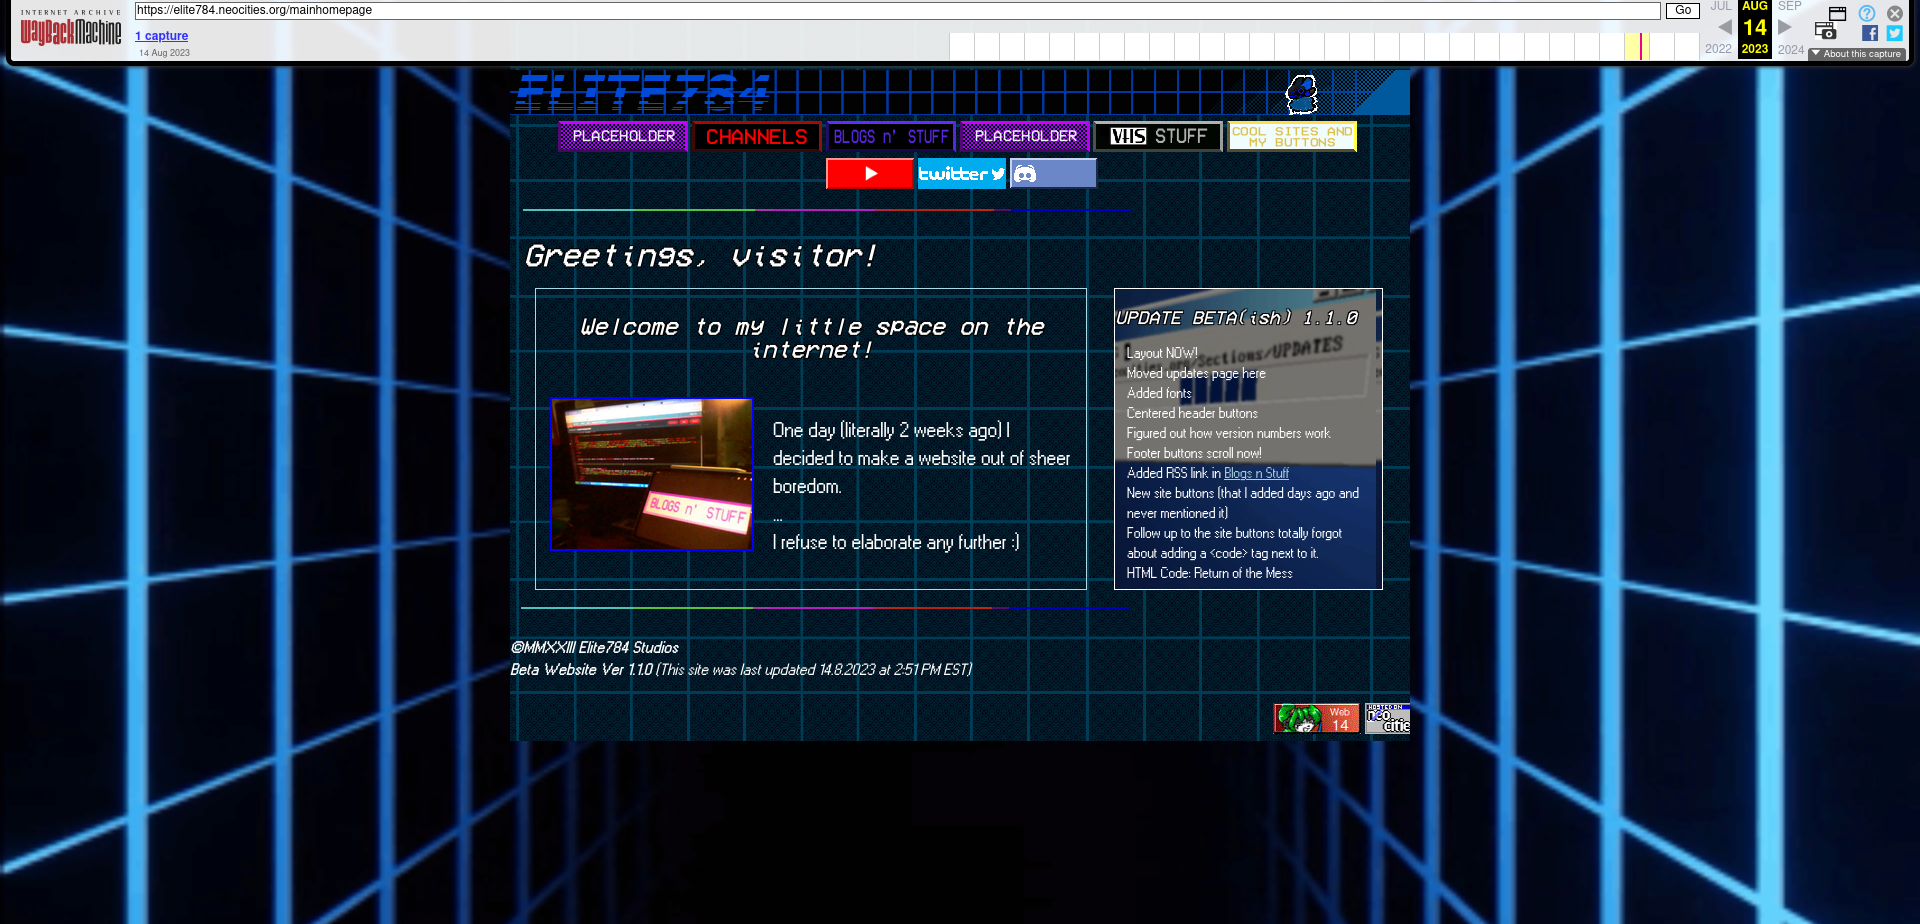 INTERNET ARCHIVE
WayBackMachine
https://elite784.neocities.org/mainhomepage
Go
1 capture
14 Aug 2023
JUL AUG SEP
14
2022 2023 2024
About this capture
ELITE784
PLACEHOLDER CHANNELS BLOGS n' STUFF PLACEHOLDER VHS STUFF COOL SITES AND
MY BUTTONS
twitter
Greetings, visitor!
Welcome to my little space on the
internet!
BLOGS n' STUFF
One day (literally 2 weeks ago) I
decided to make a website out of sheer
boredom.
...
I refuse to elaborate any further :)
UPDATE BETA(ish) 1.1.0
/Sections/UPDATES
Layout NOW!
Moved updates page here
Added fonts
Centered header buttons
Figured out how version numbers work
Footer buttons scroll now!
Added RSS link in Blogs n Stuff
New site buttons (that I added days ago and
never mentioned it)
Follow up to the site buttons totally forgot
about adding a <code> tag next to it.
HTML Code: Return of the Mess
©MMXXIII Elite784 Studios
Beta Website Ver 1.1.0 (This site was last updated 14.8.2023 at 2:51 PM EST)
Web
14
HOSTED ON
neo
citie